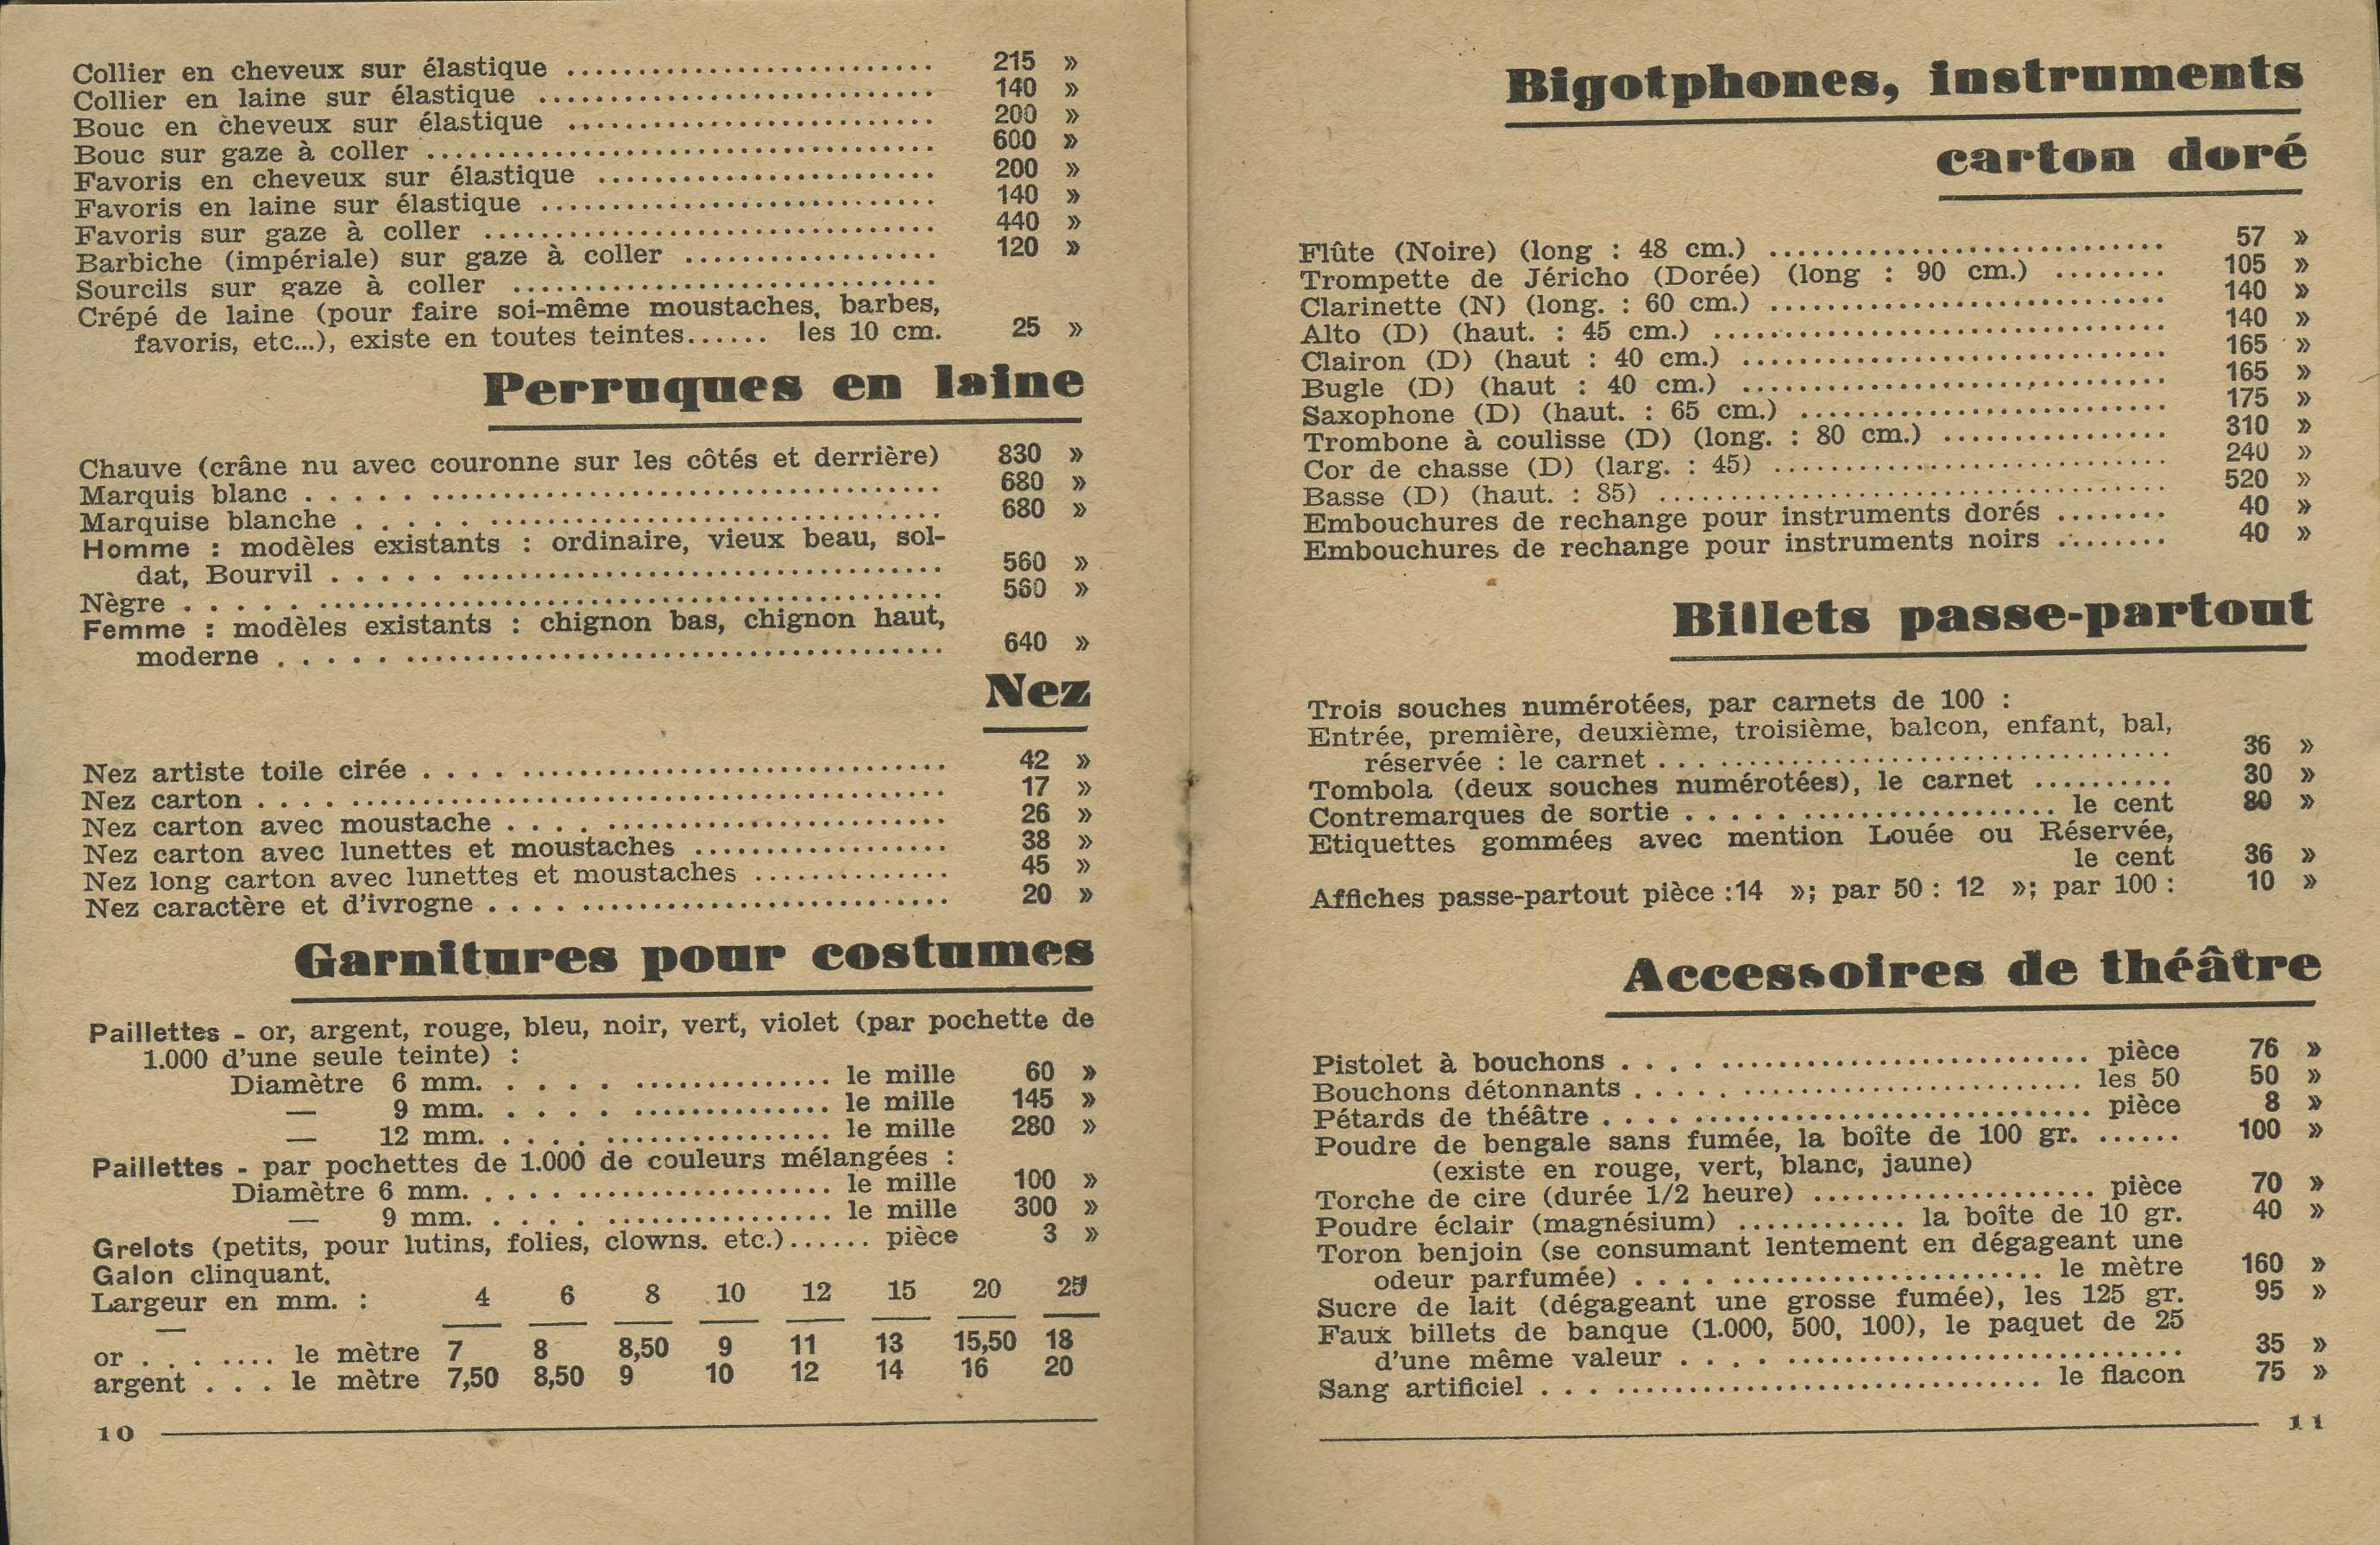 Collier en cheveux sur élastique .......................... 215 »
Collier en laine sur élastique ............................ 140 »
Bouc en cheveux sur élastique .......................... 200 »
Bouc sur gaze à coller .................................... 600 »
Favoris en cheveux sur élastique ........................ 200 »
Favoris en laine sur élastique ............................ 140 »
Favoris sur gaze à coller ................................ 440 »
Barbiche (impériale) sur gaze à coller .................. 120 »
Sourcils sur gaze à coller ..............................
Crépé de laine (pour faire soi-même moustaches, barbes,
favoris, etc...), existe en toutes teintes...... les 10 cm. 25 »
Perruques en laine
Chauve (crâne nu avec couronne sur les côtés et derrière) 830 »
Marquis blanc ........................................ 680 »
Marquise blanche .................................... 680 »
Homme : modèles existants : ordinaire, vieux beau, sol-
dat, Bourvil ........................................ 560 »
Nègre ................................................ 560 »
Femme : modèles existants : chignon bas, chignon haut,
moderne ............................................ 640 »
Nez
Nez artiste toile cirée .................................. 42 »
Nez carton .............................................. 17 »
Nez carton avec moustache ............................ 26 »
Nez carton avec lunettes et moustaches .................. 38 »
Nez long carton avec lunettes et moustaches .............. 45 »
Nez caractère et d'ivrogne .............................. 20 »
Garnitures pour costumes
Paillettes - or, argent, rouge, bleu, noir, vert, violet (par pochette de
1.000 d'une seule teinte) :
Diamètre 6 mm. .................... le mille 60 »
— 9 mm. .................... le mille 145 »
— 12 mm. .................... le mille 280 »
Paillettes - par pochettes de 1.000 de couleurs mélangées :
Diamètre 6 mm. .................... le mille 100 »
— 9 mm. .................... le mille 300 »
Grelots (petits, pour lutins, folies, clowns. etc.)...... pièce 3 »
Galon clinquant.
Largeur en mm. : 4 6 8 10 12 15 20 25
—
or ........ le mètre 7 8 8,50 9 11 13 15,50 18
argent ... le mètre 7,50 8,50 9 10 12 14 16 20
10
Bigotphones, instruments
carton doré
Flûte (Noire) (long : 48 cm.) ............................ 57 »
Trompette de Jéricho (Dorée) (long : 90 cm.) ........ 105 »
Clarinette (N) (long. : 60 cm.) ............................ 140 »
Alto (D) (haut. : 45 cm.) ................................ 140 »
Clairon (D) (haut : 40 cm.) .............................. 165 »
Bugle (D) (haut : 40 cm.) .............................. 165 »
Saxophone (D) (haut. : 65 cm.) .......................... 175 »
Trombone à coulisse (D) (long. : 80 cm.) ................ 310 »
Cor de chasse (D) (larg. : 45) ............................ 240 »
Basse (D) (haut. : 85) .................................... 520 »
Embouchures de rechange pour instruments dorés ........ 40 »
Embouchures de rechange pour instruments noirs ........ 40 »
Billets passe-partout
Trois souches numérotées, par carnets de 100 :
Entrée, première, deuxième, troisième, balcon, enfant, bal,
réservée : le carnet .................................... 36 »
Tombola (deux souches numérotées), le carnet .......... 30 »
Contremarques de sortie ........................ le cent 80 »
Etiquettes gommées avec mention Louée ou Réservée,
le cent 36 »
Affiches passe-partout pièce :14 »; par 50 : 12 »; par 100 : 10 »
Accessoires de théâtre
Pistolet à bouchons .............................. pièce 76 »
Bouchons détonnants .............................. les 50 50 »
Pétards de théâtre ................................ pièce 8 »
Poudre de bengale sans fumée, la boîte de 100 gr. ...... 100 »
(existe en rouge, vert, blanc, jaune)
Torche de cire (durée 1/2 heure) .................... pièce 70 »
Poudre éclair (magnésium) ............ la boîte de 10 gr. 40 »
Toron benjoin (se consumant lentement en dégageant une
odeur parfumée) .......................... le mètre 160 »
Sucre de lait (dégageant une grosse fumée), les 125 gr. 95 »
Faux billets de banque (1.000, 500, 100), le paquet de 25
d'une même valeur .................................. 35 »
Sang artificiel .................................. le flacon 75 »
11